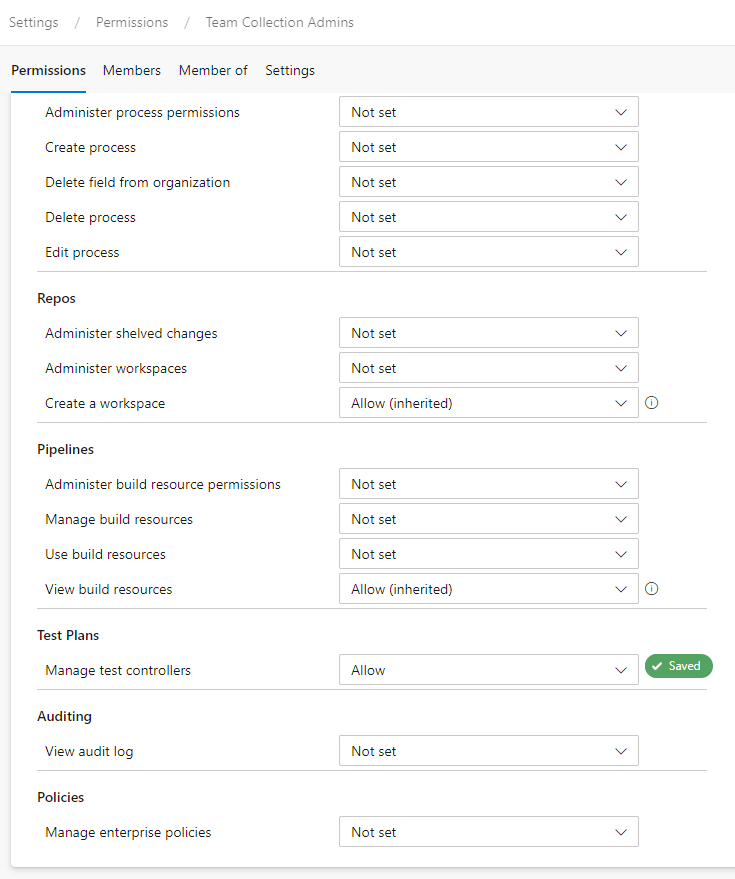 Settings / Permissions / Team Collection Admins
Permissions Members Member of Settings
Administer process permissions Not set
Create process Not set
Delete field from organization Not set
Delete process Not set
Edit process Not set
Repos
Administer shelved changes Not set
Administer workspaces Not set
Create a workspace Allow (inherited)
Pipelines
Administer build resource permissions Not set
Manage build resources Not set
Use build resources Not set
View build resources Allow (inherited)
Test Plans
Manage test controllers Allow Saved
Auditing
View audit log Not set
Policies
Manage enterprise policies Not set